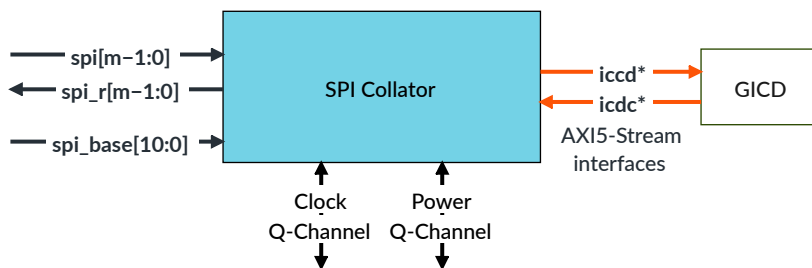 spi[m−1:0]
spi_r[m−1:0]
spi_base[10:0]
SPI Collator
iccd*
icdc*
AXI5-Stream
interfaces
GICD
Clock
Q-Channel
Power
Q-Channel